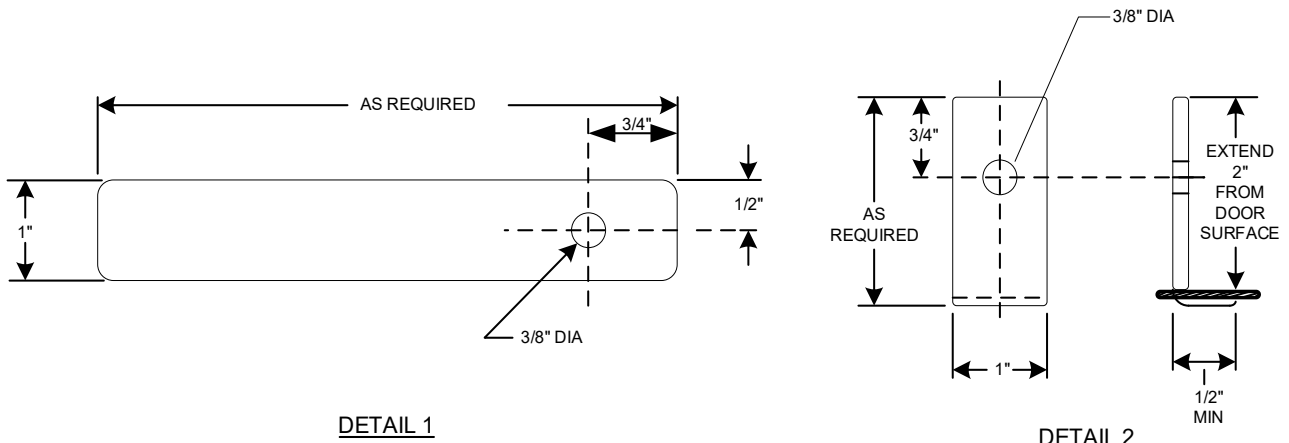 AS REQUIRED
3/4"
1"
1/2"
3/8" DIA
DETAIL 1
3/8" DIA
3/4"
AS
REQUIRED
1"
EXTEND
2"
FROM
DOOR
SURFACE
1/2"
MIN
DETAIL 2